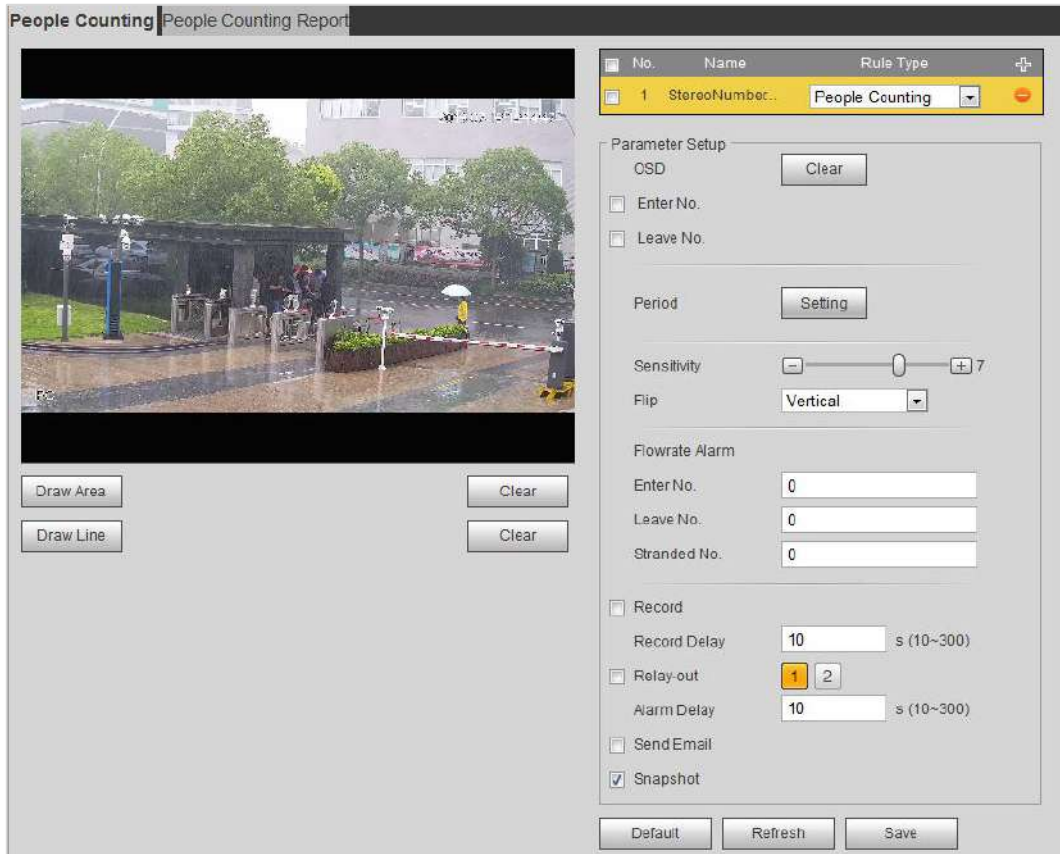 People Counting People Counting Report
No. Name Rule Type
1 StereoNumber... People Counting
Parameter Setup
OSD Clear
Enter No.
Leave No.
Period Setting
Sensitivity 7
Flip Vertical
Flowrate Alarm
Enter No. 0
Leave No. 0
Stranded No. 0
Record
Record Delay 10 s (10~300)
Relay-out 1 2
Alarm Delay 10 s (10~300)
Send Email
Snapshot
Default Refresh Save
Draw Area Clear
Draw Line Clear